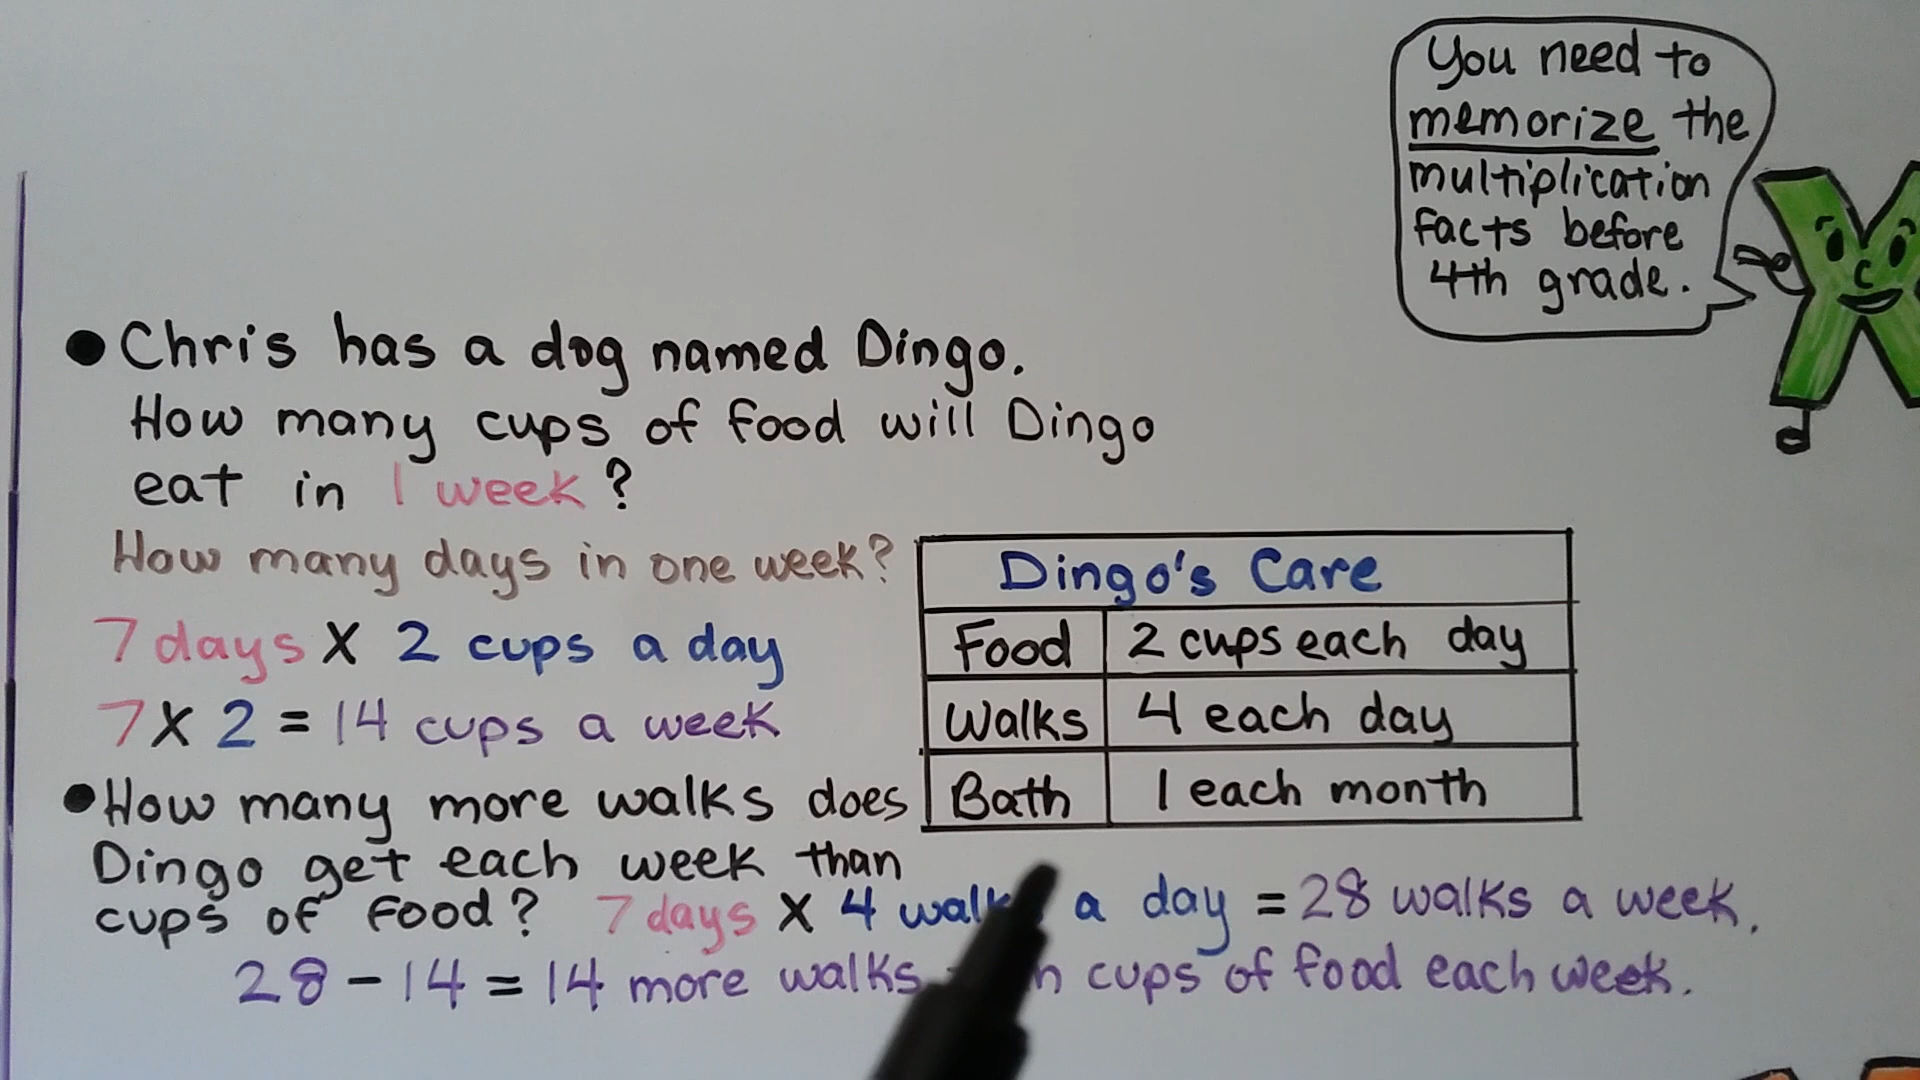 You need to
memorize the
multiplication
facts before
4th grade.
Chris has a dog named Dingo.
How many cups of food will Dingo
eat in 1 week?
How many days in one week?
7 days X 2 cups a day
7 X 2 = 14 cups a week
Dingo's Care
Food 2 cups each day
Walks 4 each day
Bath 1 each month
How many more walks does
Dingo get each week than
cups of food? 7 days X 4 a day = 28 walks a week.
28 - 14 = 14 more walks cups of food each week.